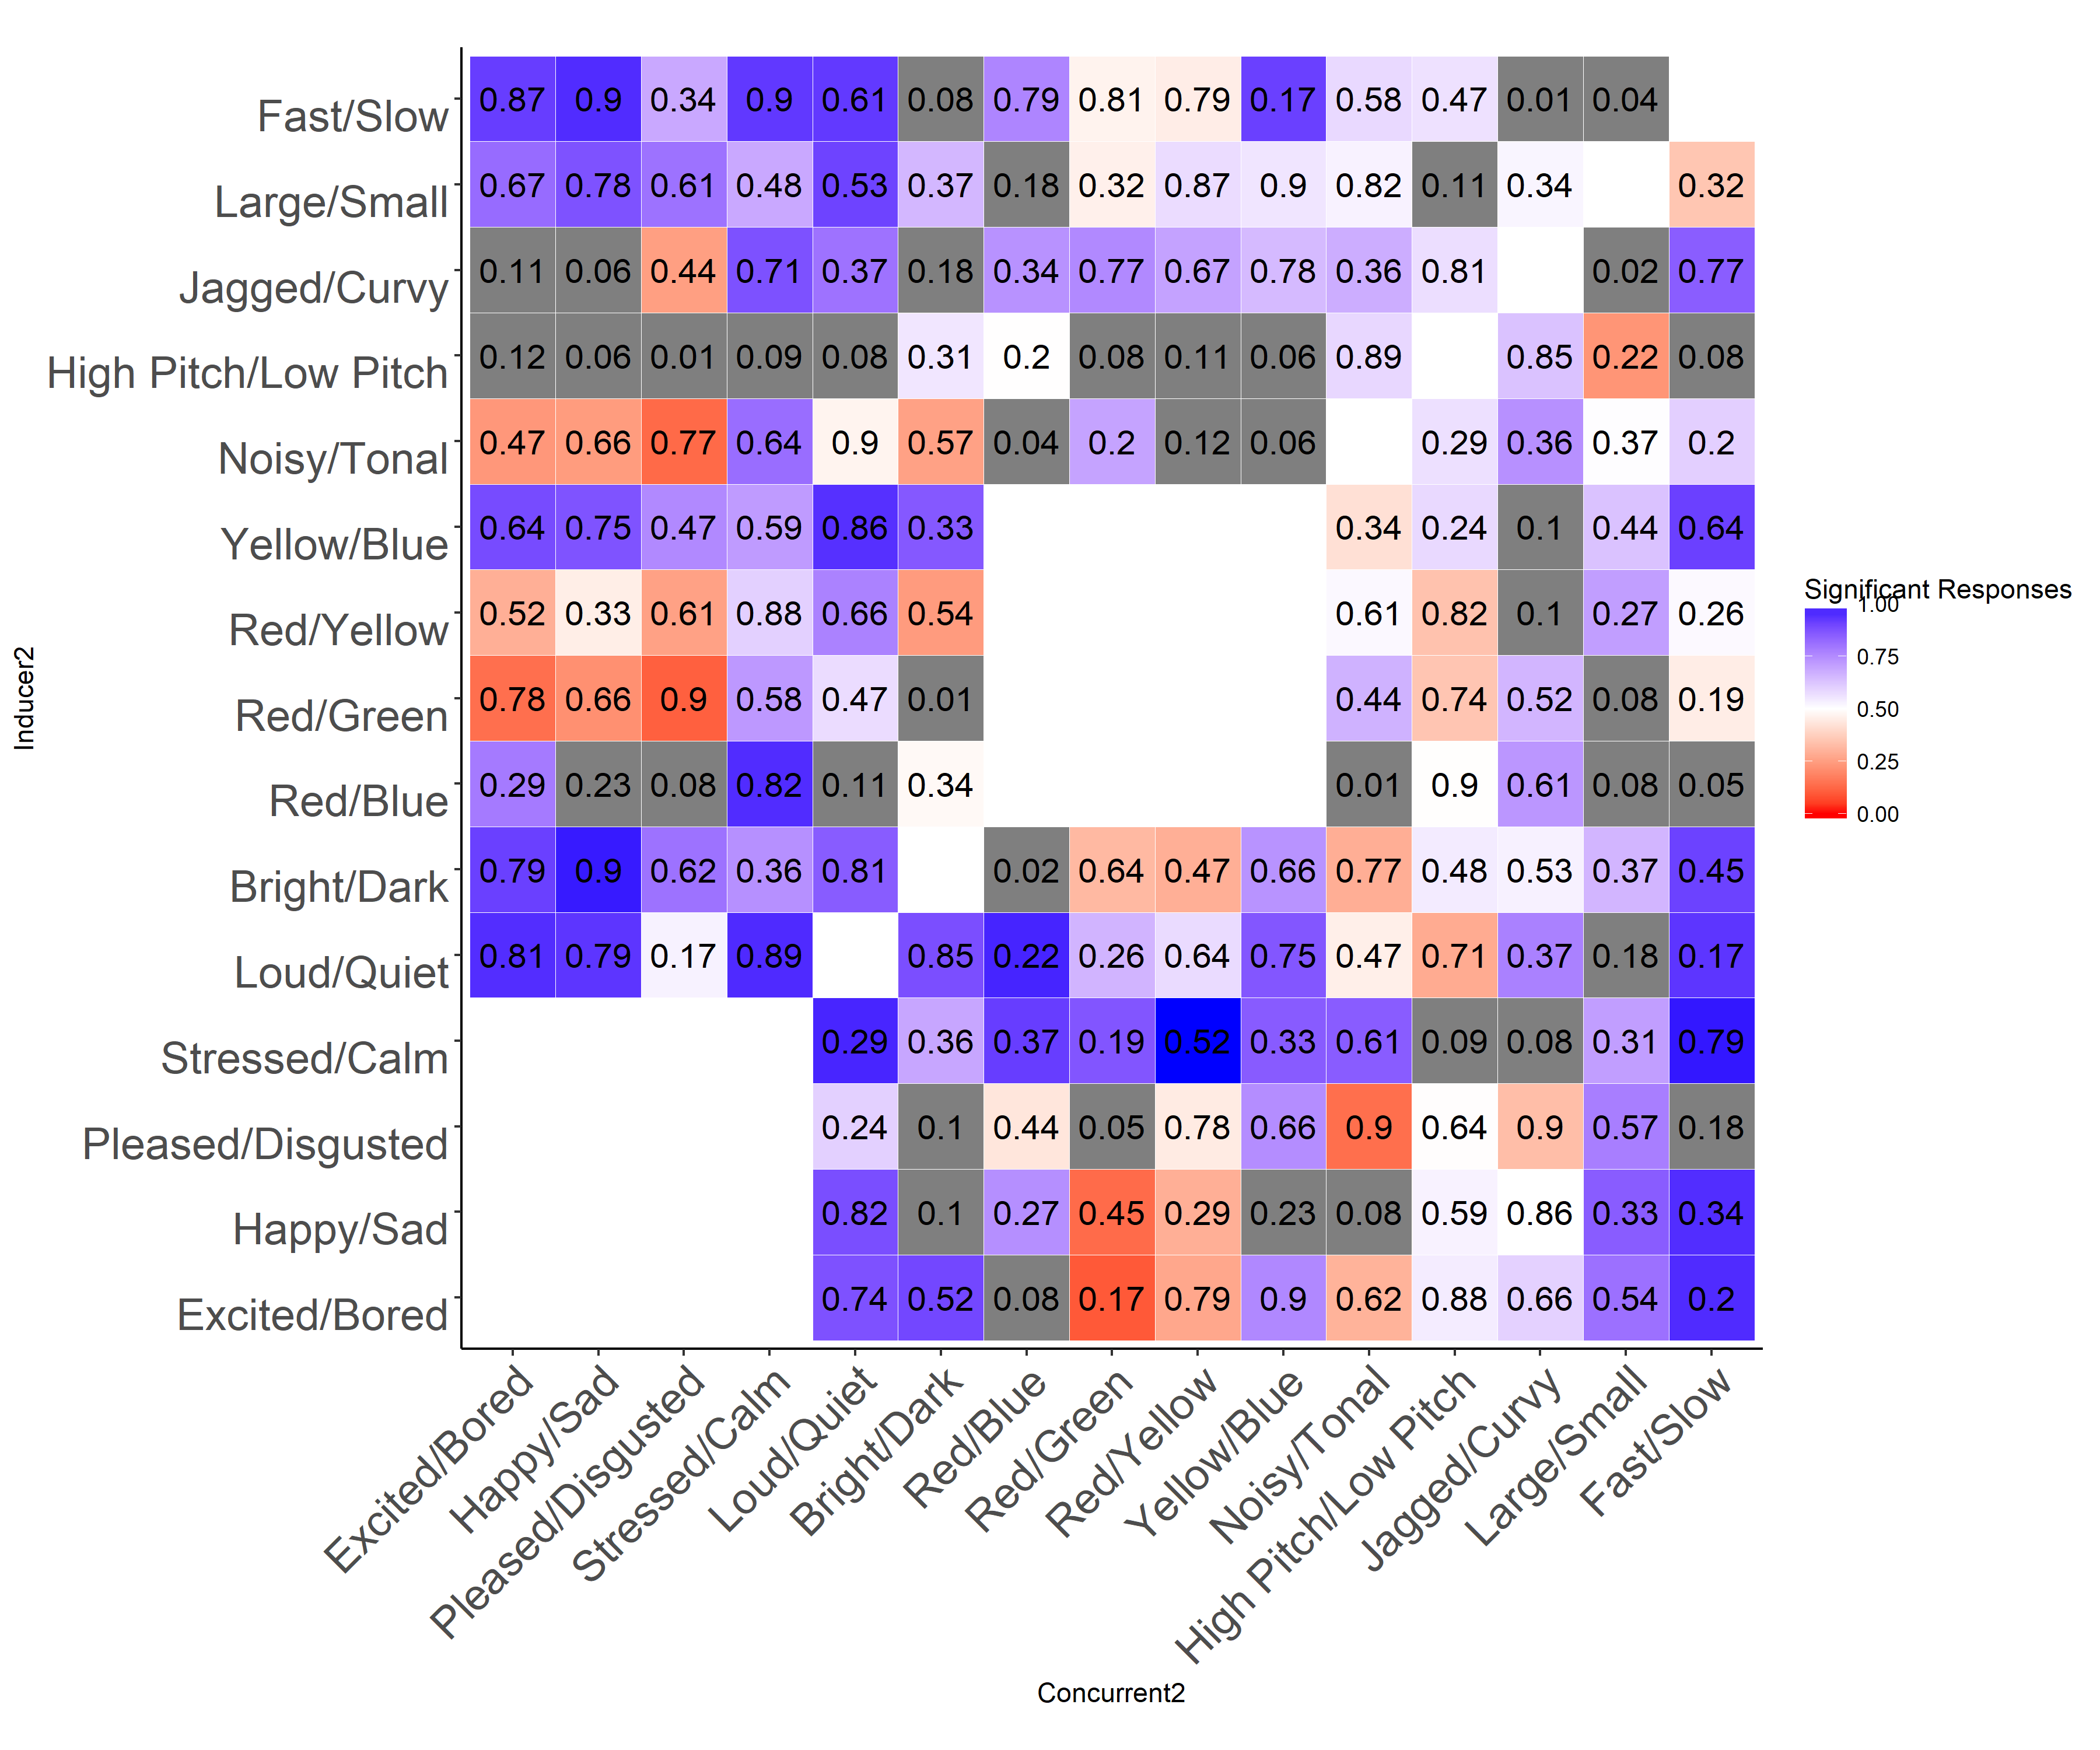 Fast/Slow 0.87 0.9 0.34 0.9 0.61 0.08 0.79 0.81 0.79 0.17 0.58 0.47 0.01 0.04
Large/Small 0.67 0.78 0.61 0.48 0.53 0.37 0.18 0.32 0.87 0.9 0.82 0.11 0.34 0.32
Jagged/Curvy 0.11 0.06 0.44 0.71 0.37 0.18 0.34 0.77 0.67 0.78 0.36 0.81 0.02 0.77
High Pitch/Low Pitch 0.12 0.06 0.01 0.09 0.08 0.31 0.2 0.08 0.11 0.06 0.89 0.85 0.22 0.08
Noisy/Tonal 0.47 0.66 0.77 0.64 0.9 0.57 0.04 0.2 0.12 0.06 0.29 0.36 0.37 0.2
Yellow/Blue 0.64 0.75 0.47 0.59 0.86 0.33 0.34 0.24 0.1 0.44 0.64
Red/Yellow 0.52 0.33 0.61 0.88 0.66 0.54 0.61 0.82 0.1 0.27 0.26
Red/Green 0.78 0.66 0.9 0.58 0.47 0.01 0.44 0.74 0.52 0.08 0.19
Red/Blue 0.29 0.23 0.08 0.82 0.11 0.34 0.01 0.9 0.61 0.08 0.05
Bright/Dark 0.79 0.9 0.62 0.36 0.81 0.02 0.64 0.47 0.66 0.77 0.48 0.53 0.37 0.45
Loud/Quiet 0.81 0.79 0.17 0.89 0.85 0.22 0.26 0.64 0.75 0.47 0.71 0.37 0.18 0.17
Stressed/Calm 0.29 0.36 0.37 0.19 0.52 0.33 0.61 0.09 0.08 0.31 0.79
Pleased/Disgusted 0.24 0.1 0.44 0.05 0.78 0.66 0.9 0.64 0.9 0.57 0.18
Happy/Sad 0.82 0.1 0.27 0.45 0.29 0.23 0.08 0.59 0.86 0.33 0.34
Excited/Bored 0.74 0.52 0.08 0.17 0.79 0.9 0.62 0.88 0.66 0.54 0.2
Inducer2
Excited/Bored
Happy/Sad
Pleased/Disgusted
Stressed/Calm
Loud/Quiet
Bright/Dark
Red/Blue
Red/Green
Red/Yellow
Yellow/Blue
Noisy/Tonal
High Pitch/Low Pitch
Jagged/Curvy
Large/Small
Fast/Slow
Concurrent2
Significant Responses
1.00
0.75
0.50
0.25
0.00